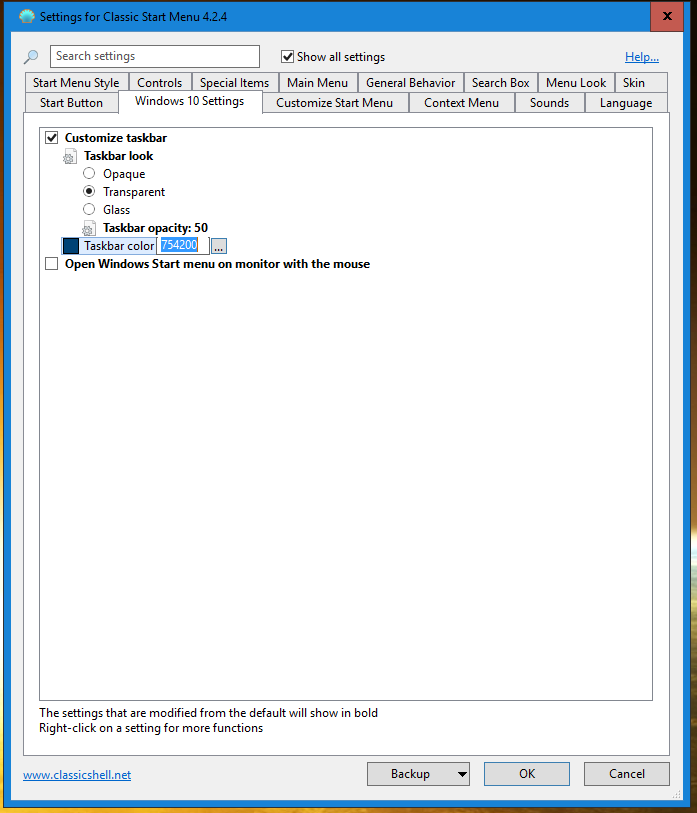 Settings for Classic Start Menu 4.2.4
x
Search settings
Show all settings
Help...
Start Menu Style Controls Special Items Main Menu General Behavior Search Box Menu Look Skin
Start Button Windows 10 Settings Customize Start Menu Context Menu Sounds Language
Customize taskbar
Taskbar look
Opaque
Transparent
Glass
Taskbar opacity: 50
Taskbar color 754200 ...
Open Windows Start menu on monitor with the mouse
The settings that are modified from the default will show in bold
Right-click on a setting for more functions
www.classicshell.net
Backup OK Cancel